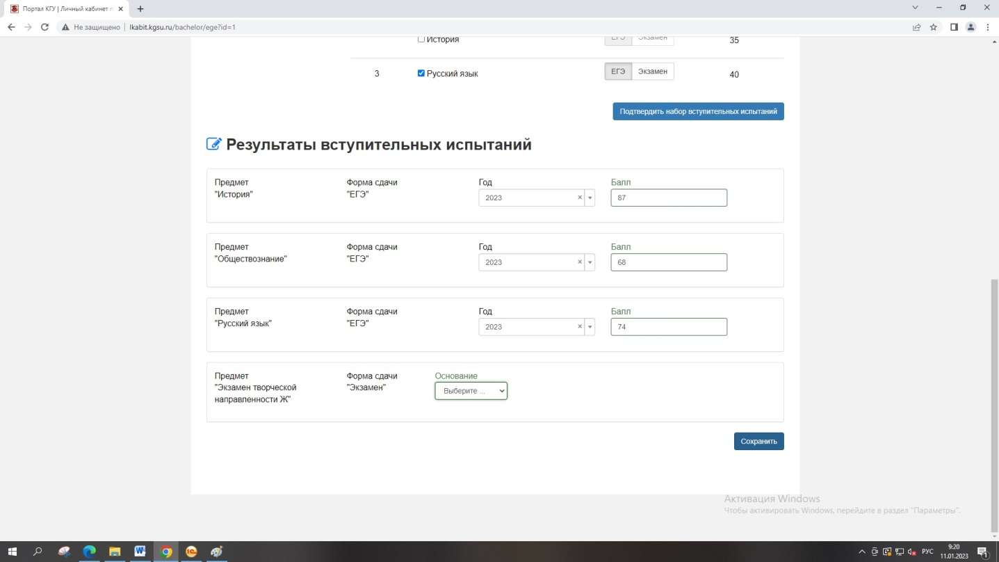 Портал КГУ | Личный кабинет п
Не защищено | lkabit.kgsu.ru/bachelor/ege?id=1
История ЕГЭ Экзамен 35
3 Русский язык ЕГЭ Экзамен 40
Подтвердить набор вступительных испытаний
Результаты вступительных испытаний
Предмет Форма сдачи Год Балл
"История" "ЕГЭ" 2023 87
Предмет Форма сдачи Год Балл
"Обществознание" "ЕГЭ" 2023 68
Предмет Форма сдачи Год Балл
"Русский язык" "ЕГЭ" 2023 74
Предмет Форма сдачи Основание
"Экзамен творческой "Экзамен" Выберите ...
направленности Ж"
Сохранить
Активация Windows
Чтобы активировать Windows, перейдите в раздел "Параметры".
РУС 9:20
11.01.2023
1